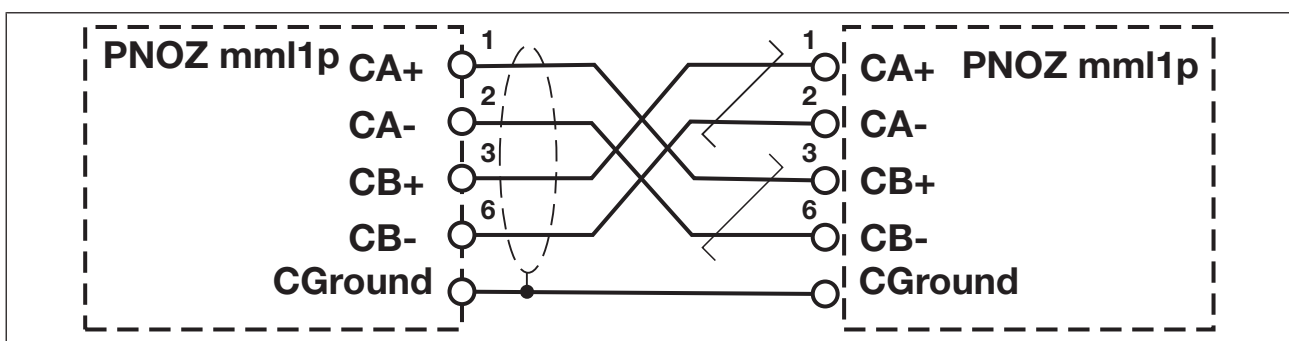 PNOZ mml1p CA+ 1 1 CA+ PNOZ mml1p
CA- 2 2 CA-
CB+ 3 3 CB+
CB- 6 6 CB-
CGround CGround